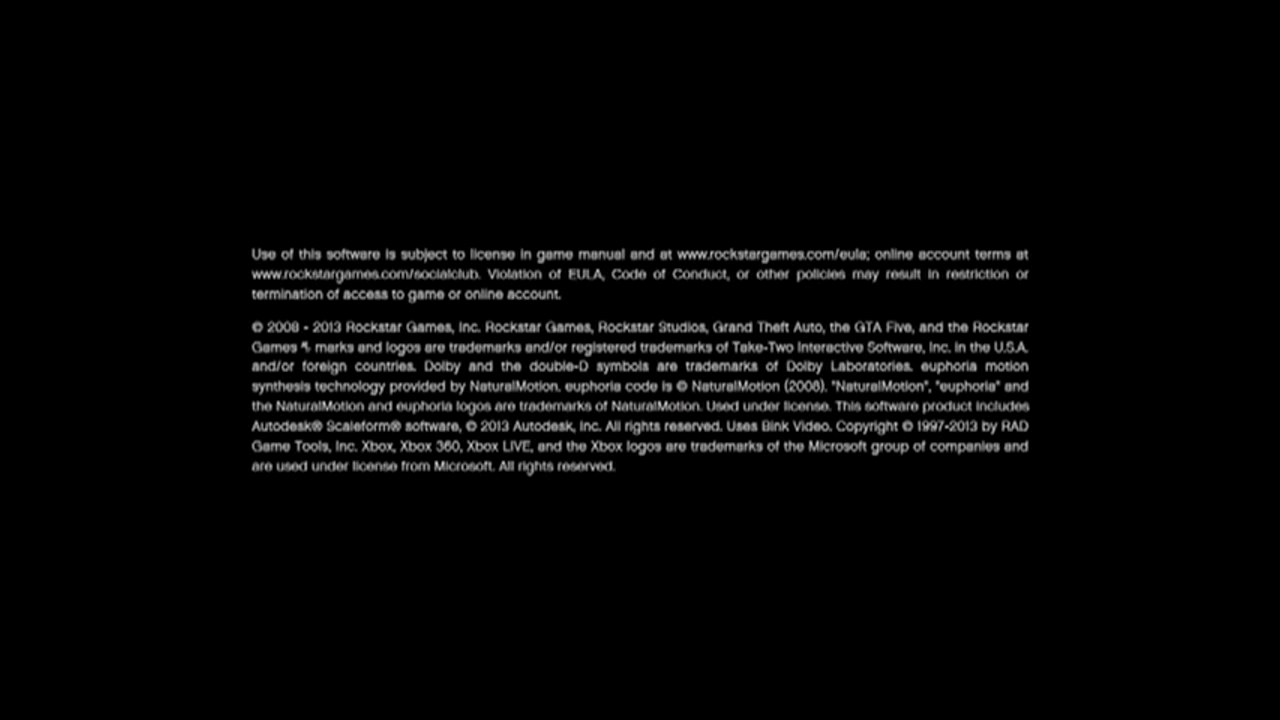 Use of this software is subject to license in game manual and at www.rockstargames.com/eula; online account terms at
www.rockstargames.com/socialclub. Violation of EULA, Code of Conduct, or other policies may result in restriction or
termination of access to game or online account.
© 2008 - 2013 Rockstar Games, Inc. Rockstar Games, Rockstar Studios, Grand Theft Auto, the GTA Five, and the Rockstar
Games marks and logos are trademarks and/or registered trademarks of Take-Two Interactive Software, Inc. in the U.S.A.
and/or foreign countries. Dolby and the double-D symbols are trademarks of Dolby Laboratories. euphoria motion
synthesis technology provided by NaturalMotion. euphoria code is © NaturalMotion (2008). "NaturalMotion", "euphoria" and
the NaturalMotion and euphoria logos are trademarks of NaturalMotion. Used under license. This software product includes
Autodesk® Scaleform® software, © 2013 Autodesk, Inc. All rights reserved. Uses Bink Video. Copyright © 1997-2013 by RAD
Game Tools, Inc. Xbox, Xbox 360, Xbox LIVE, and the Xbox logos are trademarks of the Microsoft group of companies and
are used under license from Microsoft. All rights reserved.